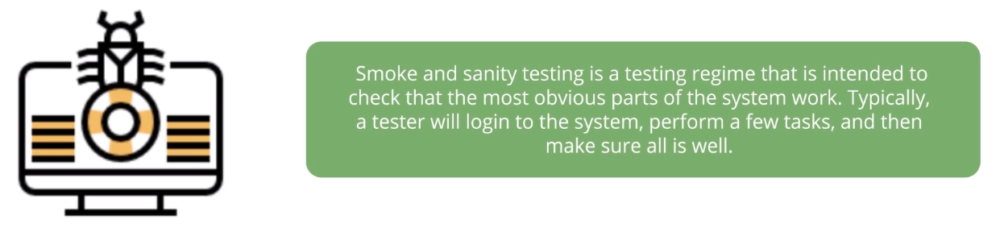 Smoke and sanity testing is a testing regime that is intended to
check that the most obvious parts of the system work. Typically,
a tester will login to the system, perform a few tasks, and then
make sure all is well.